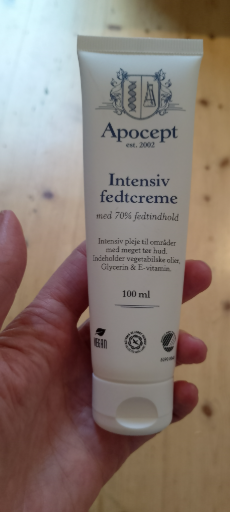 Apocept
est. 2002
Intensiv
fedtcreme
med 70% fedtindhold
Intensiv pleje til områder
med meget tør hud.
Indeholder vegetabilske olier,
Glycerin & E-vitamin.
100 ml
VEGAN